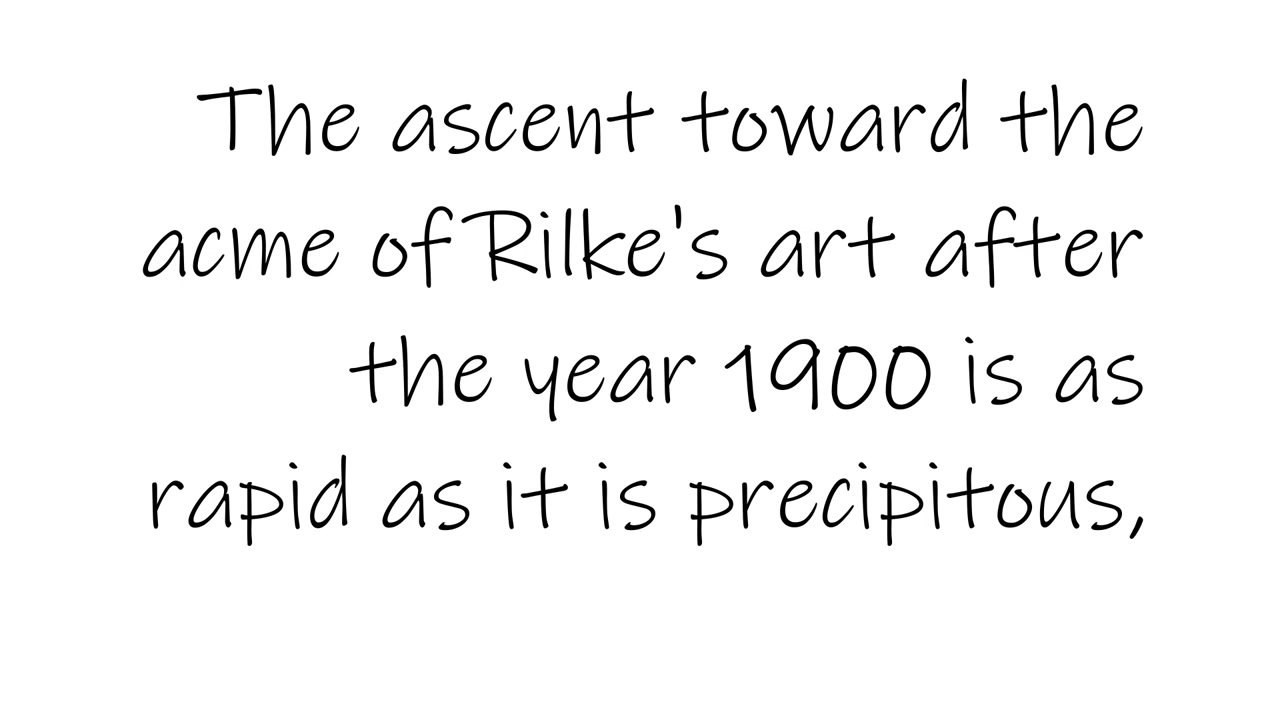 The ascent toward the
acme of Rilke's art after
the year 1900 is as
rapid as it is precipitous,